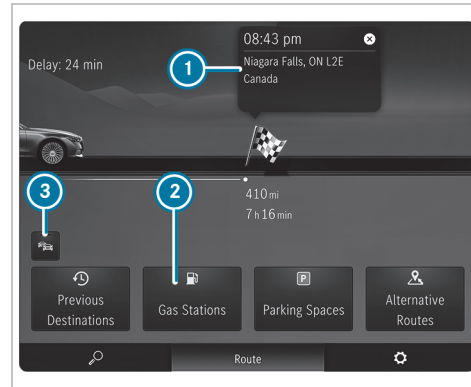 08:43 pm
Delay: 24 min
Niagara Falls, ON L2E
Canada
1
3
2
410 mi
7 h 16 min
Previous
Destinations
Gas Stations
P
Parking Spaces
Alternative
Routes
Route